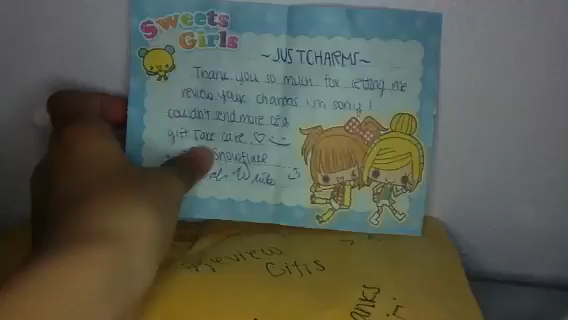 Sweets
Girls
~JUSTCHARMS~
Thank you so much for letting me
review your charms i'm sorry I
couldn't send more of a
gift Take care ♡
Snowflake
Review
Gifts